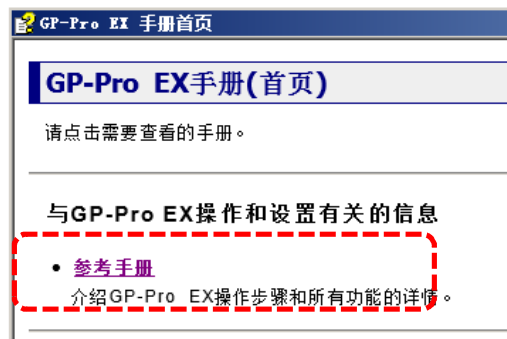 GP-Pro EX 手册首页
GP-Pro EX手册(首页)
请点击需要查看的手册。
与GP-Pro EX操作和设置有关的信息
• 参考手册
介绍GP-Pro EX操作步骤和所有功能的详情。